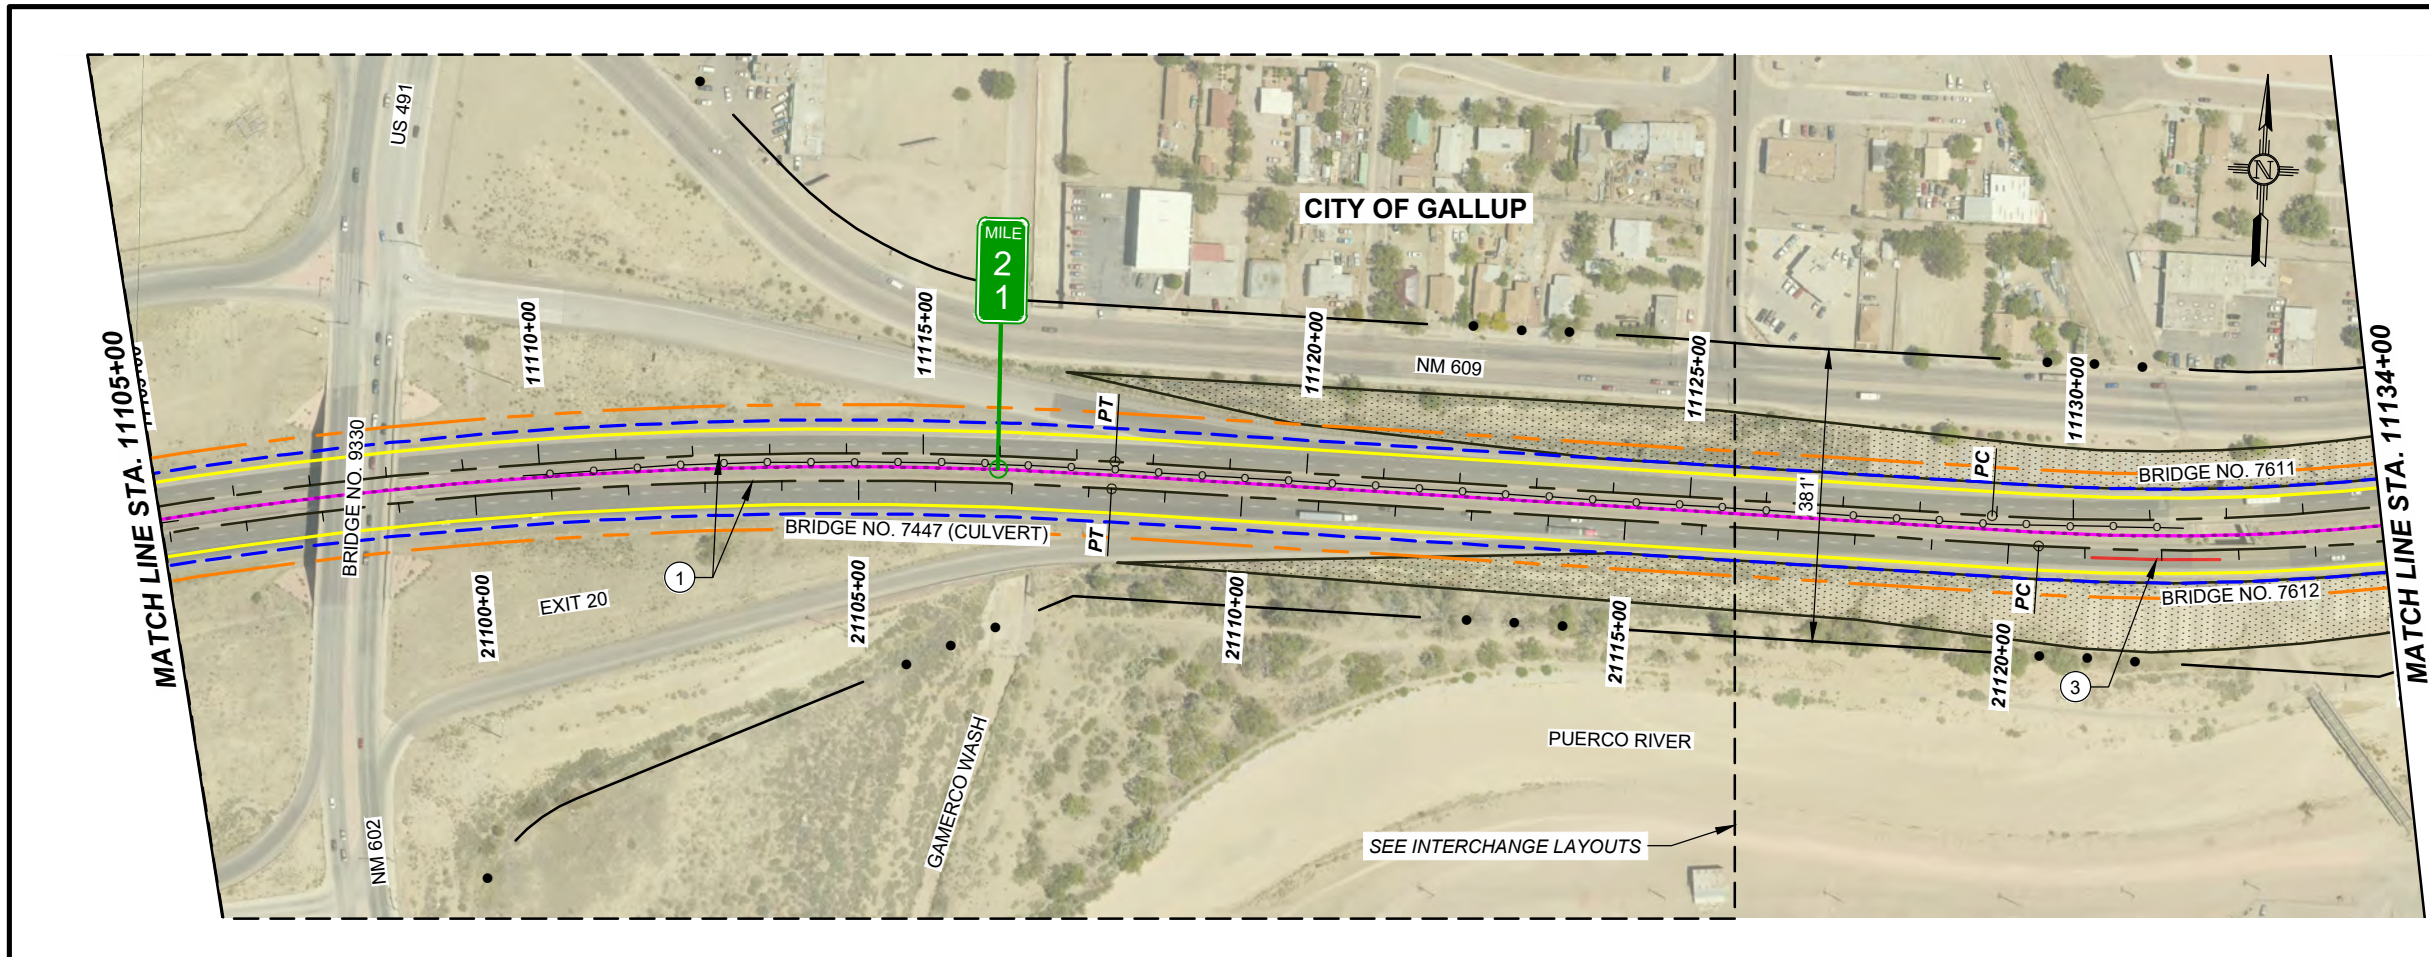 US 491
CITY OF GALLUP
N
MILE
2
1
11110+00
11115+00
11120+00
11125+00
11130+00
NM 609
MATCH LINE STA. 11105+00
MATCH LINE STA. 11134+00
BRIDGE NO. 9330
PT
PC
381'
BRIDGE NO. 7611
BRIDGE NO. 7447 (CULVERT)
PT
PC
BRIDGE NO. 7612
1
EXIT 20
21100+00
21105+00
21110+00
21115+00
21120+00
3
GAMERCO WASH
PUERCO RIVER
NM 602
SEE INTERCHANGE LAYOUTS